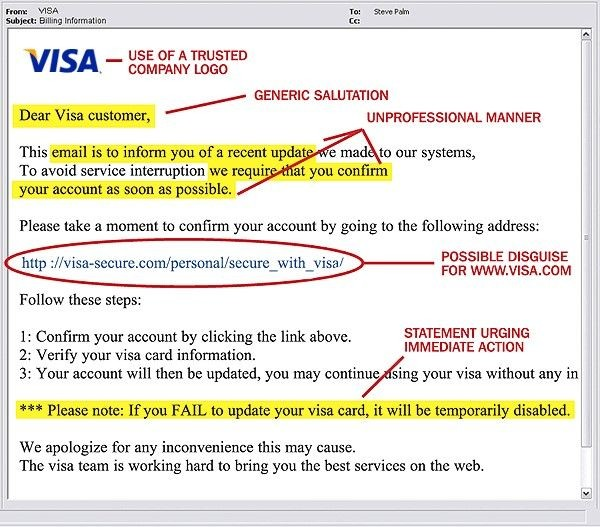 From: VISA To: Steve Palm
Subject: Billing Information Cc:
VISA
USE OF A TRUSTED
COMPANY LOGO
GENERIC SALUTATION
Dear Visa customer,
UNPROFESSIONAL MANNER
This email is to inform you of a recent update we made to our systems,
To avoid service interruption we require that you confirm
your account as soon as possible.
Please take a moment to confirm your account by going to the following address:
http ://visa-secure.com/personal/secure_with_visa/
POSSIBLE DISGUISE
FOR WWW.VISA.COM
Follow these steps:
STATEMENT URGING
IMMEDIATE ACTION
1: Confirm your account by clicking the link above.
2: Verify your visa card information.
3: Your account will then be updated, you may continue using your visa without any in
*** Please note: If you FAIL to update your visa card, it will be temporarily disabled.
We apologize for any inconvenience this may cause.
The visa team is working hard to bring you the best services on the web.